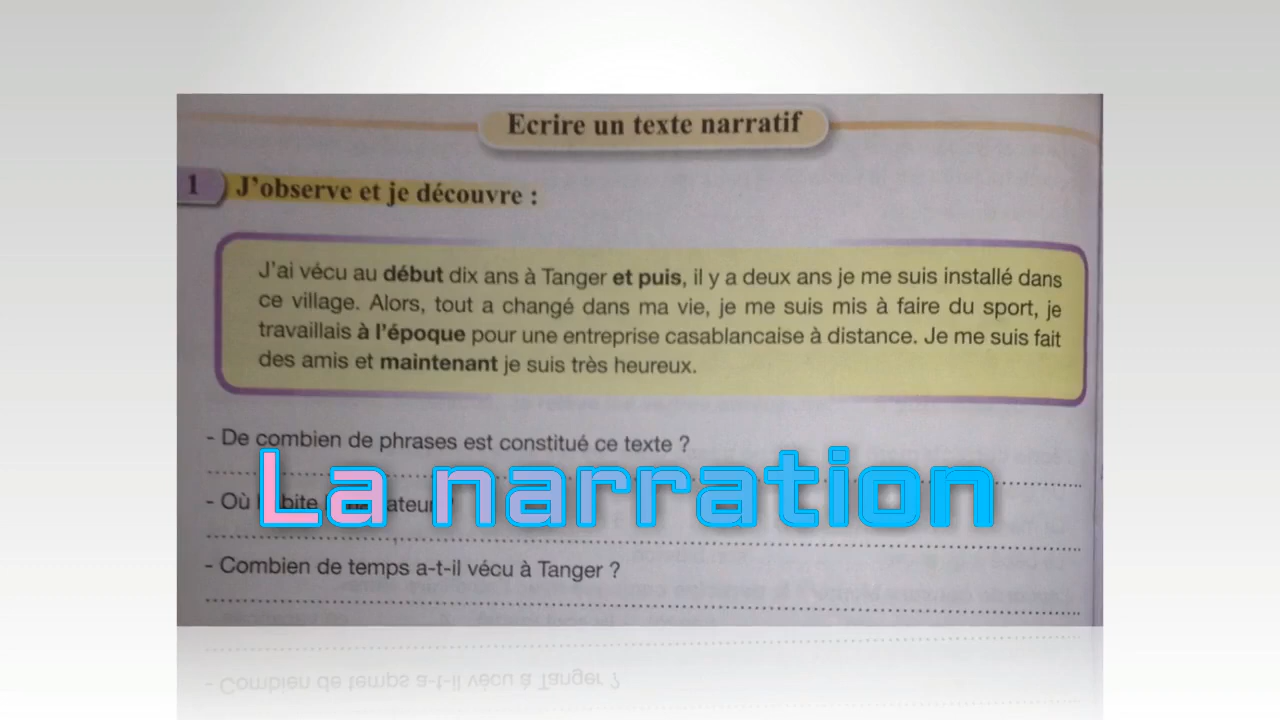 Ecrire un texte narratif
1 J'observe et je découvre :
J'ai vécu au début dix ans à Tanger et puis, il y a deux ans je me suis installé dans
ce village. Alors, tout a changé dans ma vie, je me suis mis à faire du sport, je
travaillais à l'époque pour une entreprise casablancaise à distance. Je me suis fait
des amis et maintenant je suis très heureux.
- De combien de phrases est constitué ce texte ?
La narration
- Où
- Combien de temps a-t-il vécu à Tanger ?